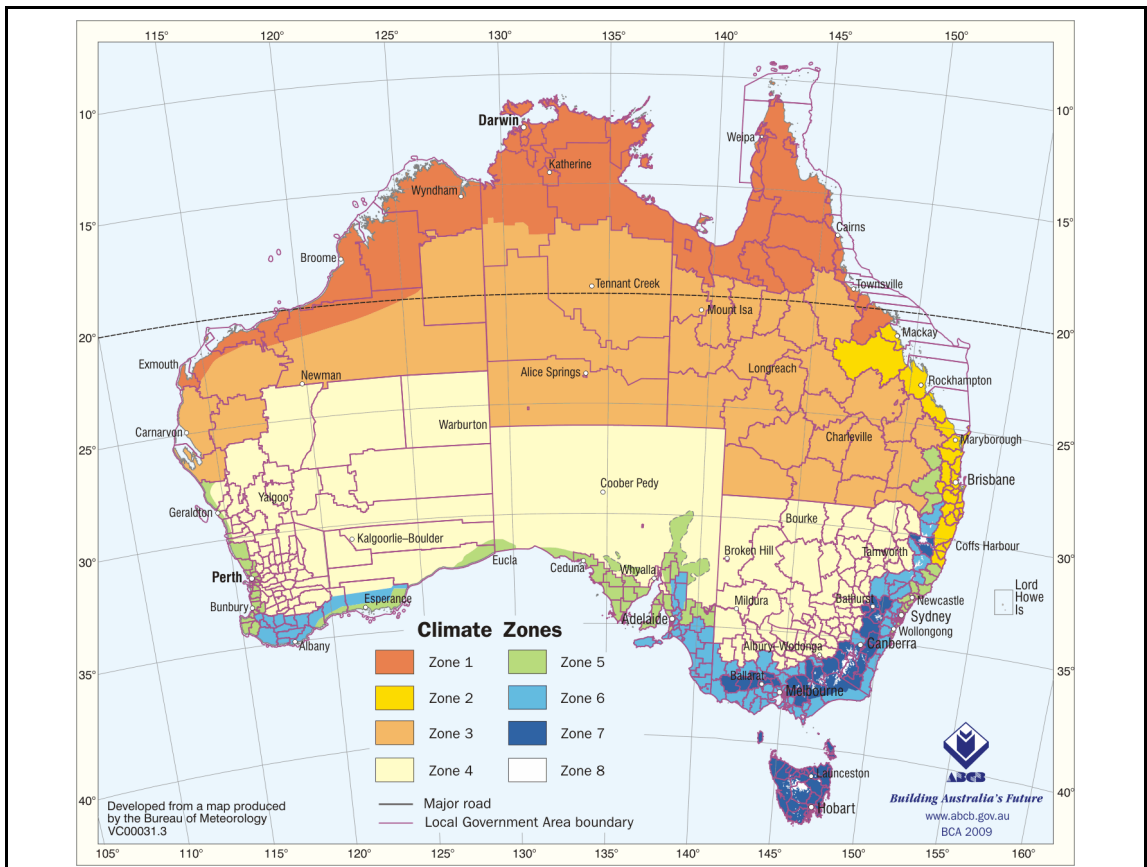 115° 120° 125° 130° 135° 140° 145° 150°
10° 10°
Darwin
Weipa
Katherine
Wyndham
15° 15°
Cairns
Broome
Tennant Creek
Townsville
Mount Isa
Mackay
20° 20°
Exmouth
Newman
Alice Springs
Longreach
Rockhampton
Carnarvon
Warburton
Charleville
Maryborough
25° 25°
Coober Pedy
Brisbane
Yalgoo
Geraldton
Bourke
Kalgoorlie–Boulder
Broken Hill
Tamworth
Coffs Harbour
30° 30°
Eucla
Ceduna
Whyalla
Perth
Esperance
Mildura
Bathurst
Newcastle
Lord
Howe
Is
Bunbury
Adelaide
Sydney
Wollongong
Albany
Albury–Wodonga
Canberra
Ballarat
Melbourne
35° 35°
Climate Zones
Zone 1 Zone 5
Zone 2 Zone 6
Zone 3 Zone 7
Zone 4 Zone 8
Launceston
Hobart
40° 40°
Major road
Local Government Area boundary
Developed from a map produced
by the Bureau of Meteorology
VC00031.3
ABCB
Building Australia's Future
www.abcb.gov.au
BCA 2009
105° 110° 115° 120° 125° 130° 135° 140° 145° 150° 155° 160°